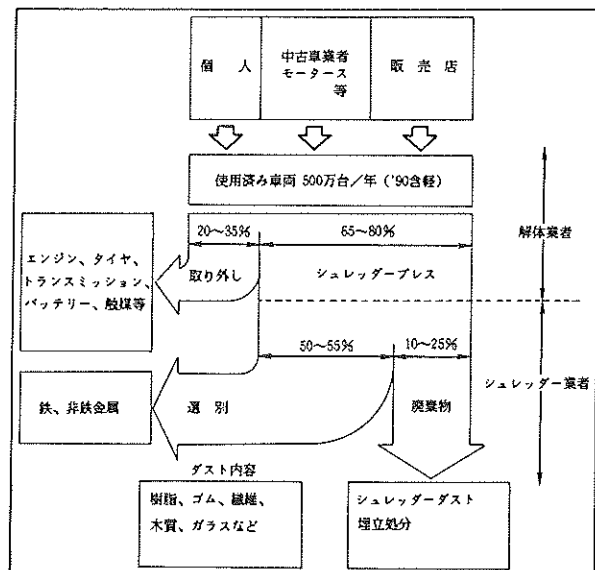 個 人
中古車業者
モータース
等
販 売 店
使用済み車両 500万台／年（'90含軽）
20～35%
65～80%
解体業者
エンジン、タイヤ、
トランスミッション、
バッテリー、触媒等
取り外し
シュレッダープレス
50～55%
10～25%
シュレッダー業者
鉄、非鉄金属
選 別
廃棄物
ダスト内容
樹脂、ゴム、繊維、
木質、ガラスなど
シュレッダーダスト
埋立処分